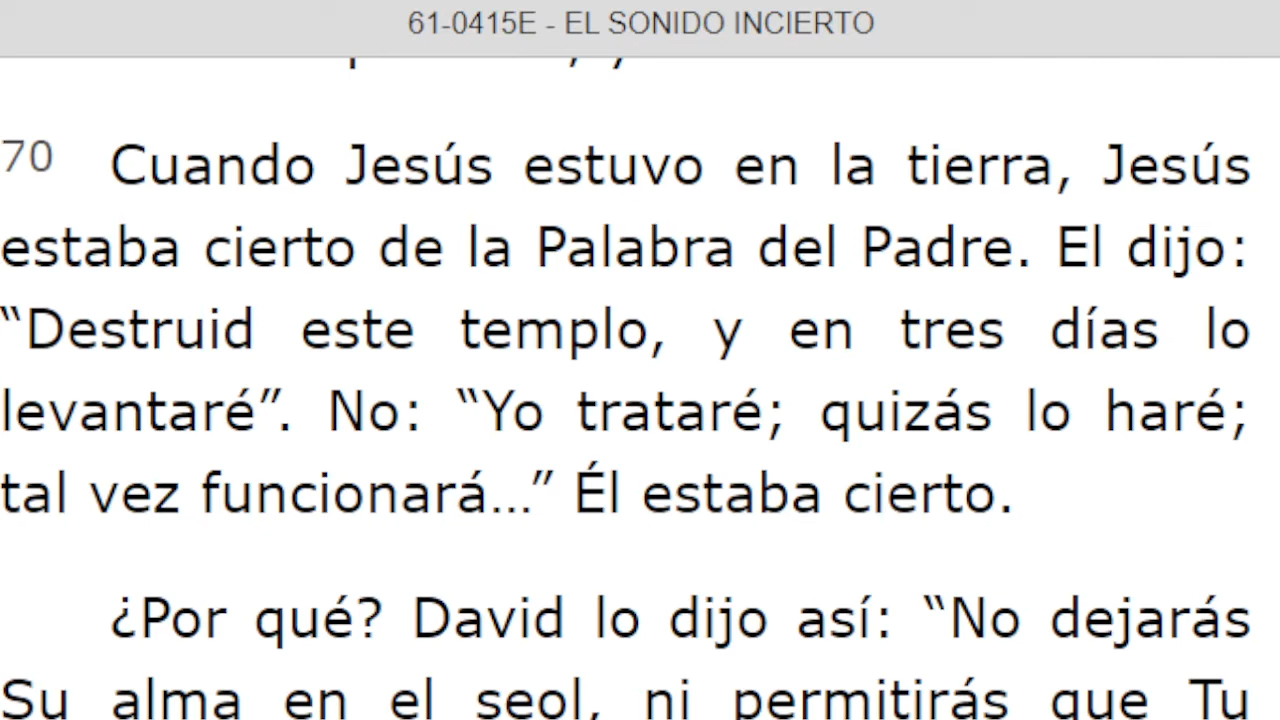 61-0415E - EL SONIDO INCIERTO
70 Cuando Jesús estuvo en la tierra, Jesús
estaba cierto de la Palabra del Padre. El dijo:
“Destruid este templo, y en tres días lo
levantaré”. No: “Yo trataré; quizás lo haré;
tal vez funcionará…” Él estaba cierto.
¿Por qué? David lo dijo así: “No dejarás
Su alma en el seol, ni permitirás que Tu